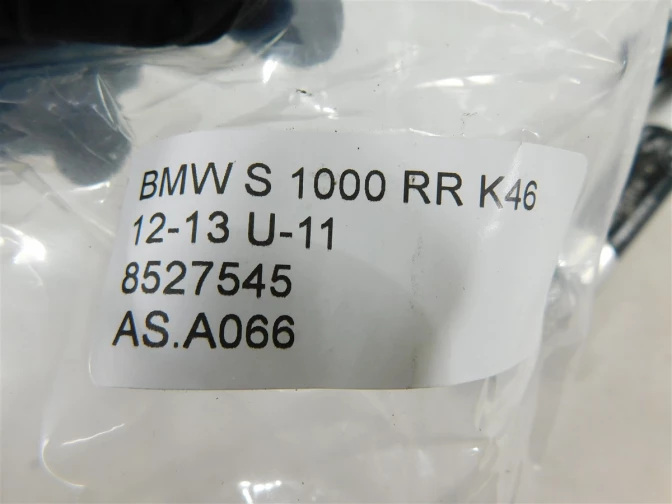 BMW S 1000 RR K46
12-13 U-11
8527545
AS.A066